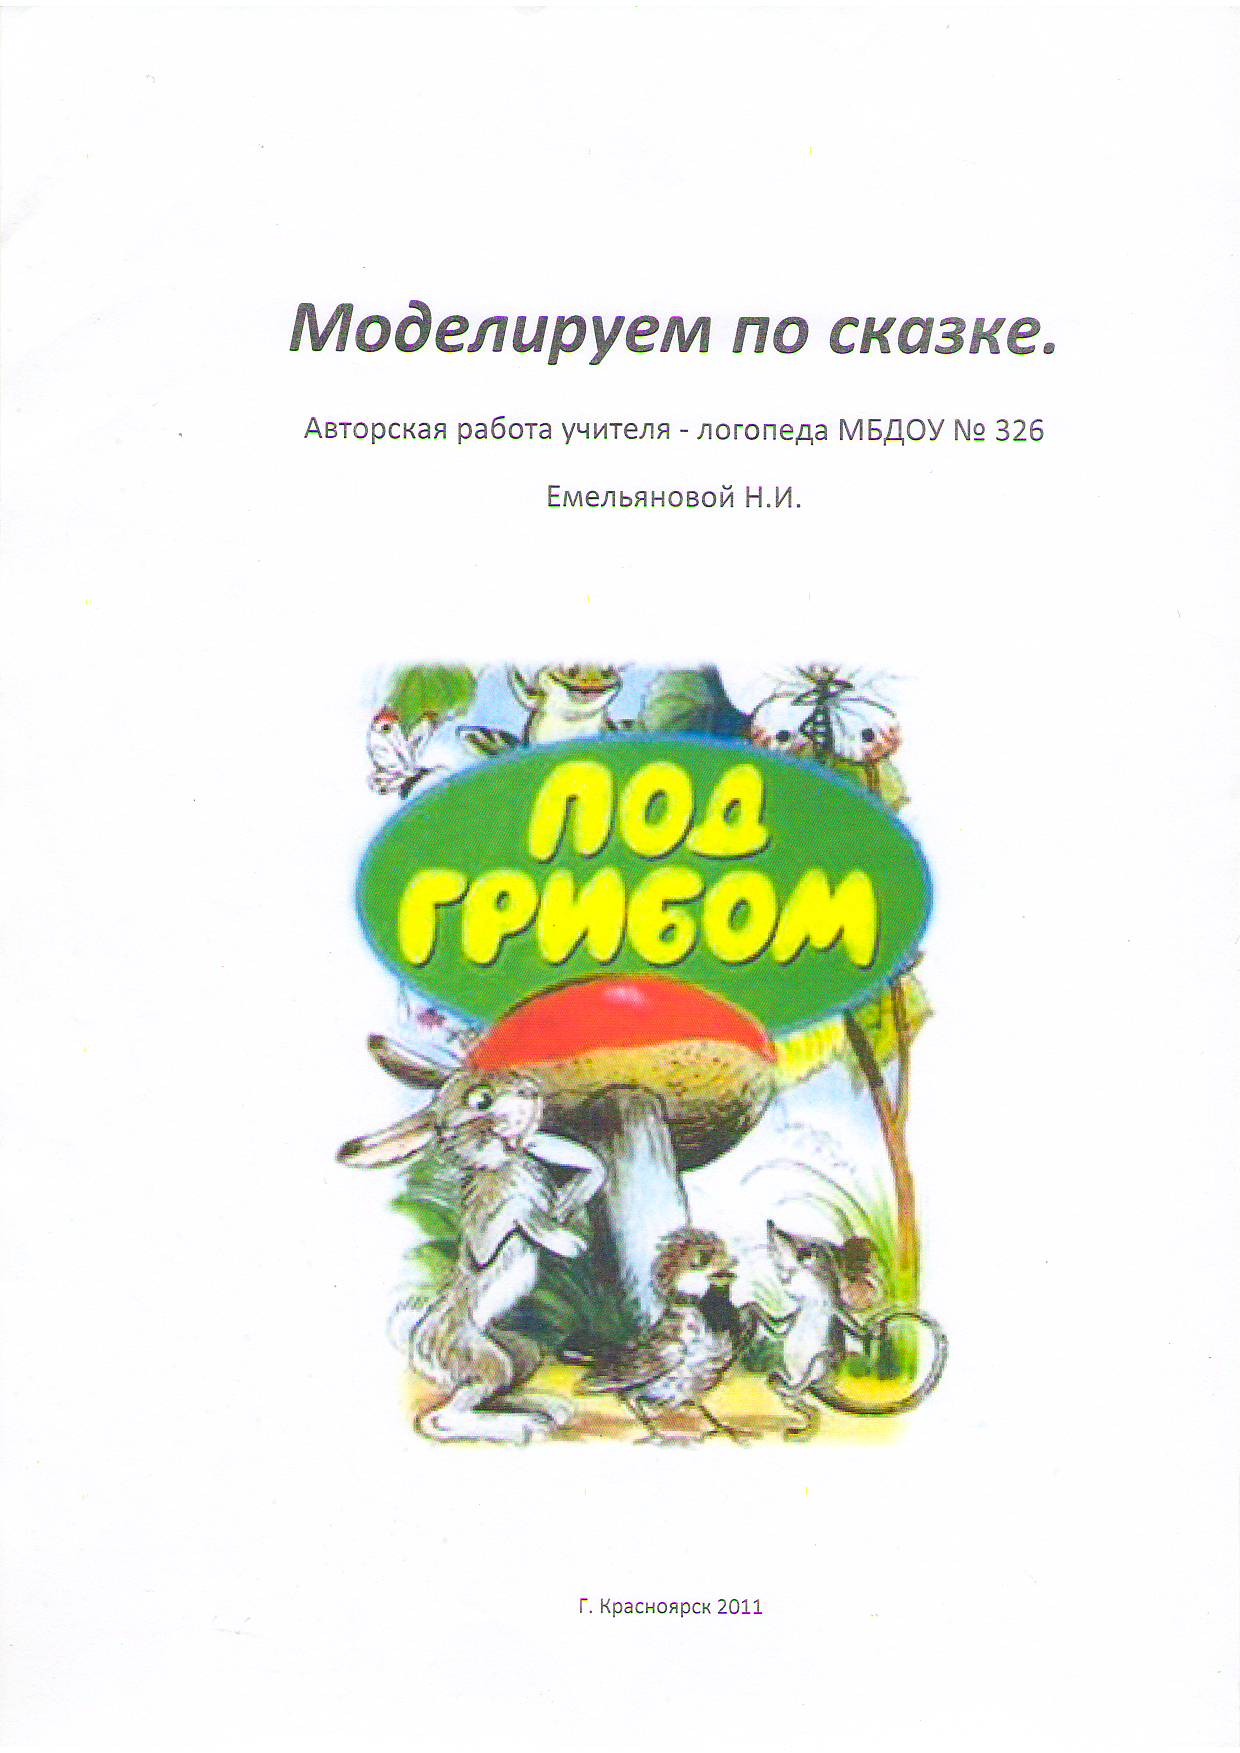 Моделируем по сказке.
Авторская работа учителя - логопеда МБДОУ № 326
Емельяновой Н.И.
ПОД
ГРИБОМ
Г. Красноярск 2011